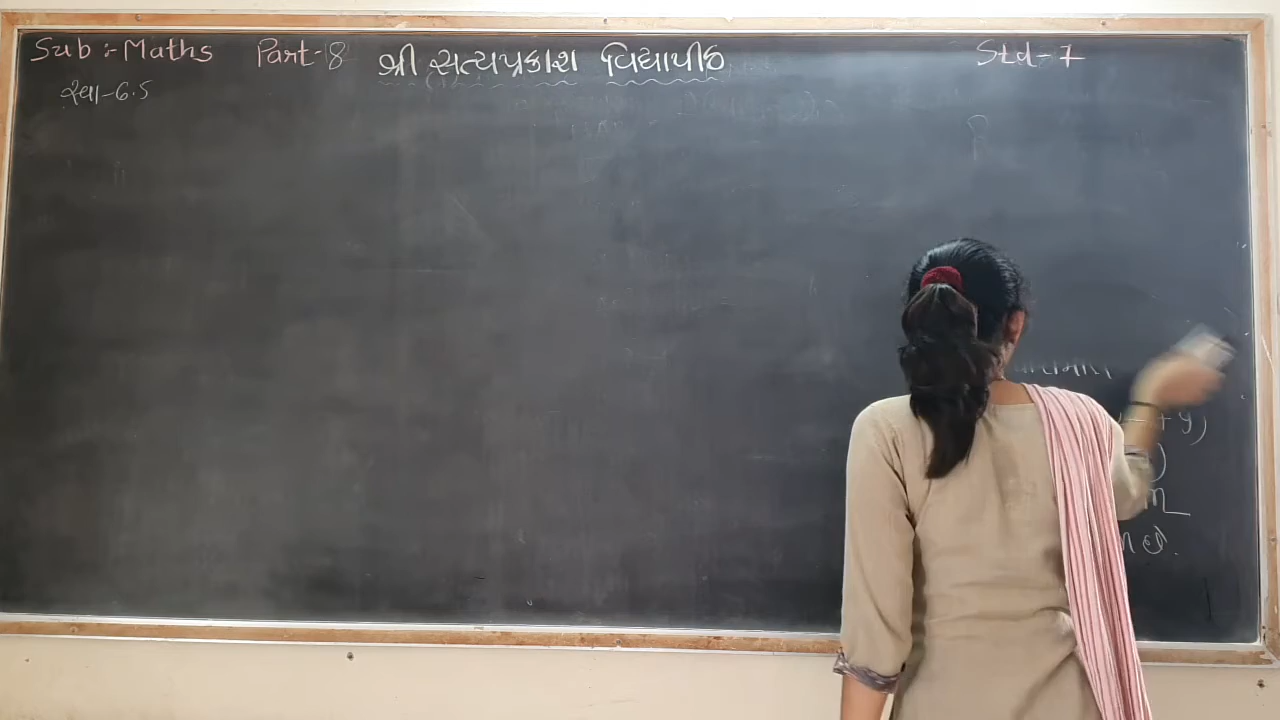 Sub :- Maths Part-8 શ્રી સત્યપ્રકાશ વિદ્યાપીઠ Std-7
સ્વા-6.5
+ y)
)